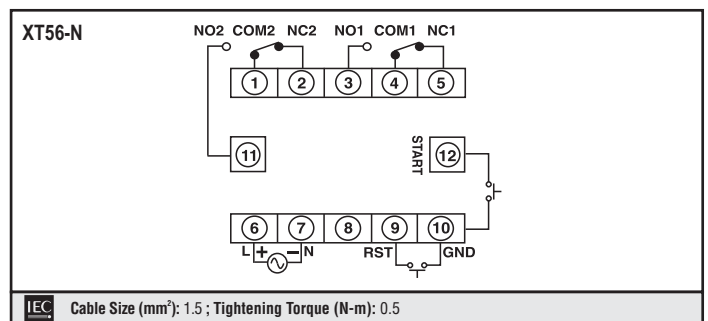 XT56-N
NO2 COM2 NC2 NO1 COM1 NC1
1 2 3 4 5
11 START 12
6 7 8 9 10
L + – N RST GND
IEC Cable Size (mm²): 1.5 ; Tightening Torque (N-m): 0.5